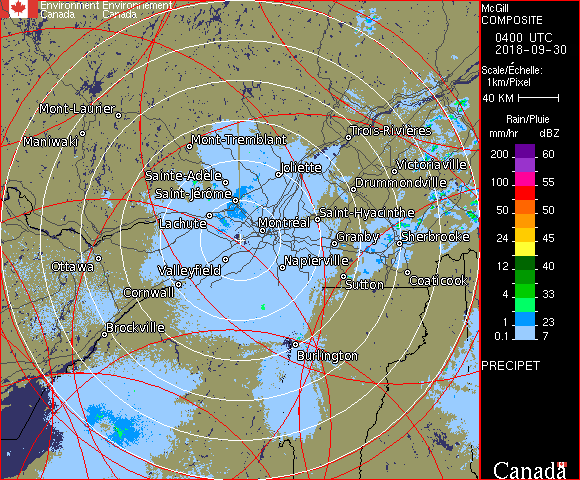 Environment Environnement
Canada Canada
McGill
COMPOSITE
0400 UTC
2018-09-30
Scale/Échelle:
1km/Pixel
40 KM
Rain/Pluie
mm/hr dBZ
200 60
100 55
50 50
24 45
12 40
4 33
1 23
0.1 7
PRECIPET
Mont-Laurier
Maniwaki
Mont-Tremblant
Trois-Rivières
Sainte-Adèle
Joliette
Victoriaville
Saint-Jérôme
Drummondville
Lachute
Montréal
Saint-Hyacinthe
Granby
Sherbrooke
Ottawa
Valleyfield
Napierville
Cornwall
Sutton
Coaticook
Brockville
Burlington
Canada